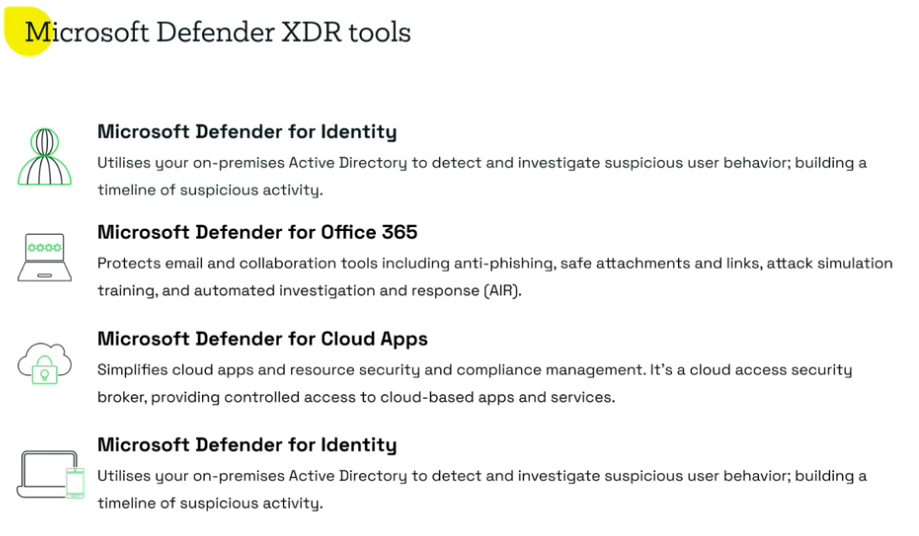 Microsoft Defender XDR tools
Microsoft Defender for Identity
Utilises your on-premises Active Directory to detect and investigate suspicious user behavior; building a
timeline of suspicious activity.
Microsoft Defender for Office 365
Protects email and collaboration tools including anti-phishing, safe attachments and links, attack simulation
training, and automated investigation and response (AIR).
Microsoft Defender for Cloud Apps
Simplifies cloud apps and resource security and compliance management. It's a cloud access security
broker, providing controlled access to cloud-based apps and services.
Microsoft Defender for Identity
Utilises your on-premises Active Directory to detect and investigate suspicious user behavior; building a
timeline of suspicious activity.